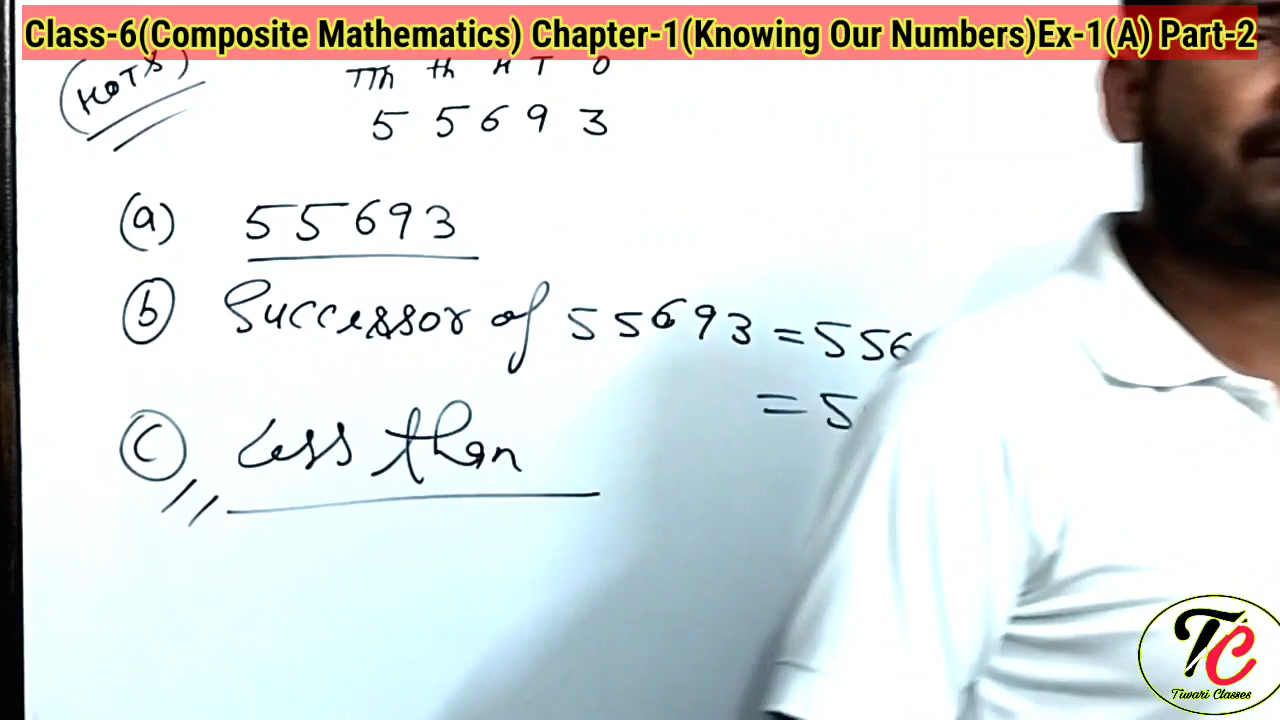 Class-6(Composite Mathematics) Chapter-1(Knowing Our Numbers)Ex-1(A) Part-2
(HOTS)
TTh th H T O
5 5 6 9 3
(a) 55693
(b) Successor of 55693 = 556
= 5
(c) Less than
TC
Tiwari Classes